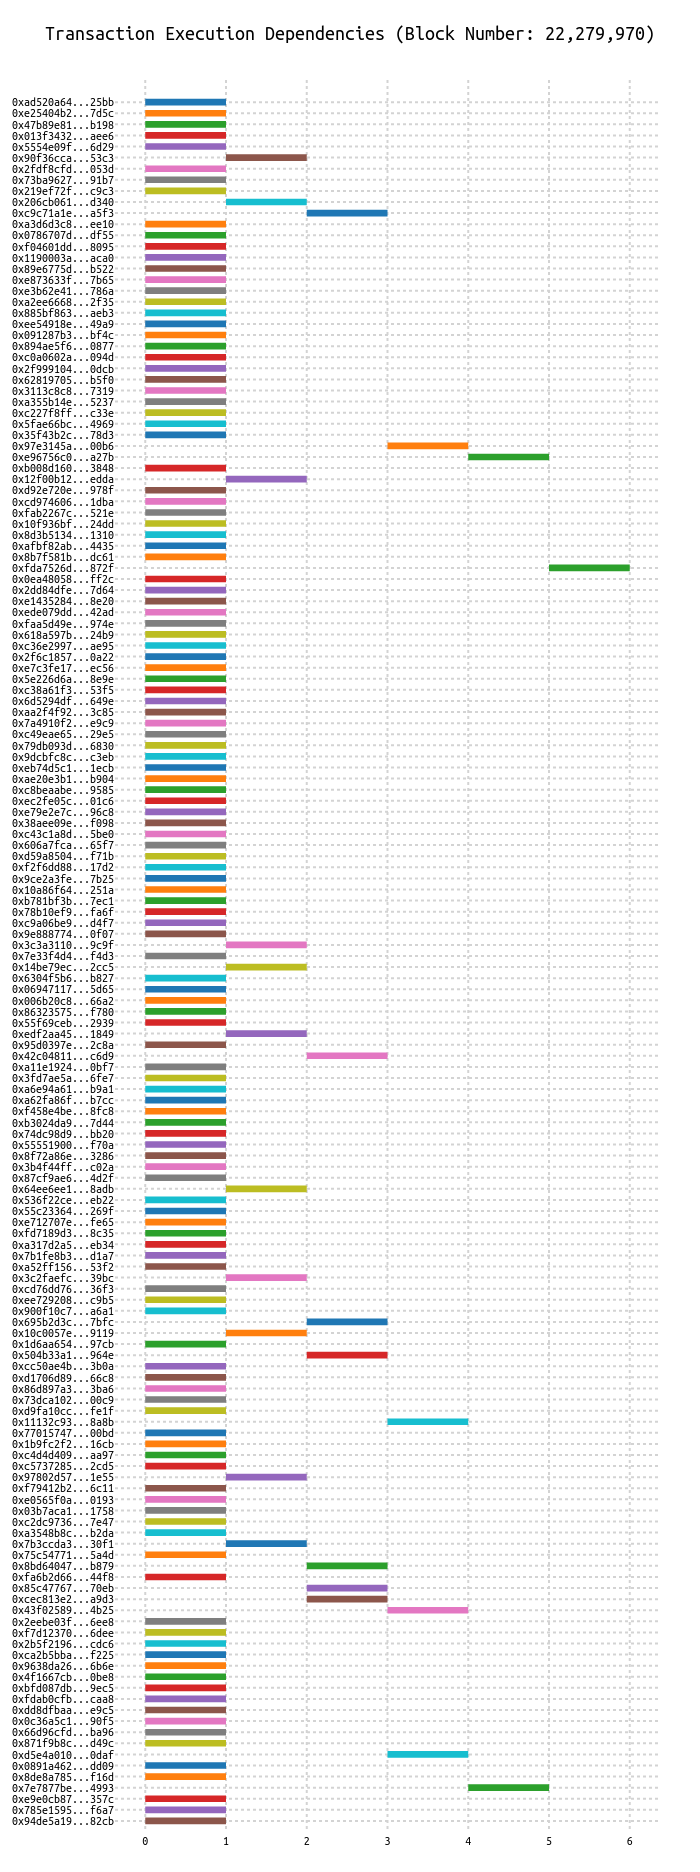 Transaction Execution Dependencies (Block Number: 22,279,970)
0xad520a64...25bb
0xe25404b2...7d5c
0x47b89e81...b198
0x013f3432...aee6
0x5554e09f...6d29
0x90f36cca...53c3
0x2fdf8cfd...053d
0x73ba9627...91b7
0x219ef72f...c9c3
0x206cb061...d340
0xc9c71a1e...a5f3
0xa3d6d3c8...ee10
0x0786707d...df55
0xf04601dd...8095
0x1190003a...aca0
0x89e6775d...b522
0xe873633f...7b65
0xe3b62e41...786a
0xa2ee6668...2f35
0x885bf863...aeb3
0xee54918e...49a9
0x091287b3...bf4c
0x894ae5f6...0877
0xc0a0602a...094d
0x2f999104...0dcb
0x62819705...b5f0
0x3113c8c8...7319
0xa355b14e...5237
0xc227f8ff...c33e
0x5fae66bc...4969
0x35f43b2c...78d3
0x97e3145a...00b6
0xe96756c0...a27b
0xb008d160...3848
0x12f00b12...edda
0xd92e720e...978f
0xcd974606...1dba
0xfab2267c...521e
0x10f936bf...24dd
0x8d3b5134...1310
0xafbf82ab...4435
0x8b7f581b...dc61
0xfda7526d...872f
0x0ea48058...ff2c
0x2dd84dfe...7d64
0xe1435284...8e20
0xede079dd...42ad
0xfaa5d49e...974e
0x618a597b...24b9
0xc36e2997...ae95
0x2f6c1857...0a22
0xe7c3fe17...ec56
0x5e226d6a...8e9e
0xc38a61f3...53f5
0x6d5294df...649e
0xaa2f4f92...3c85
0x7a4910f2...e9c9
0xc49eae65...29e5
0x79db093d...6830
0x9dcbfc8c...c3eb
0xeb74d5c1...1ecb
0xae20e3b1...b904
0xc8beaabe...9585
0xec2fe05c...01c6
0xe79e2e7c...96c8
0x38aee09e...f098
0xc43c1a8d...5be0
0x606a7fca...65f7
0xd59a8504...f71b
0xf2f6dd88...17d2
0x9ce2a3fe...7b25
0x10a86f64...251a
0xb781bf3b...7ec1
0x78b10ef9...fa6f
0xc9a06be9...d4f7
0x9e888774...0f07
0x3c3a3110...9c9f
0x7e33f4d4...f4d3
0x14be79ec...2cc5
0x6304f5b6...b827
0x06947117...5d65
0x006b20c8...66a2
0x86323575...f780
0x55f69ceb...2939
0xedf2aa45...1849
0x95d0397e...2c8a
0x42c04811...c6d9
0xa11e1924...0bf7
0x3fd7ae5a...6fe7
0xa6e94a61...b9a1
0xa62fa86f...b7cc
0xf458e4be...8fc8
0xb3024da9...7d44
0x74dc98d9...bb20
0x55551900...f70a
0x8f72a86e...3286
0x3b4f44ff...c02a
0x87cf9ae6...4d2f
0x64ee6ee1...8adb
0x536f22ce...eb22
0x55c23364...269f
0xe712707e...fe65
0xfd7189d3...8c35
0xa317d2a5...eb34
0x7b1fe8b3...d1a7
0xa52ff156...53f2
0x3c2faefc...39bc
0xcd76dd76...36f3
0xee729208...c9b5
0x900f10c7...a6a1
0x695b2d3c...7bfc
0x10c0057e...9119
0x1d6aa654...97cb
0x504b33a1...964e
0xcc50ae4b...3b0a
0xd1706d89...66c8
0x86d897a3...3ba6
0x73dca102...00c9
0xd9fa10cc...fe1f
0x11132c93...8a8b
0x77015747...00bd
0x1b9fc2f2...16cb
0xc4d4d409...aa97
0xc5737285...2cd5
0x97802d57...1e55
0xf79412b2...6c11
0xe0565f0a...0193
0x03b7aca1...1758
0xc2dc9736...7e47
0xa3548b8c...b2da
0x7b3ccda3...30f1
0x75c54771...5a4d
0x8bd64047...b879
0xfa6b2d66...44f8
0x85c47767...70eb
0xcec813e2...a9d3
0x43f02589...4b25
0x2eebe03f...6ee8
0xf7d12370...6dee
0x2b5f2196...cdc6
0xca2b5bba...f225
0x9638da26...6b6e
0x4f1667cb...0be8
0xbfd087db...9ec5
0xfdab0cfb...caa8
0xdd8dfbaa...e9c5
0x0c36a5c1...90f5
0x66d96cfd...ba96
0x871f9b8c...d49c
0xd5e4a010...0daf
0x0891a462...dd09
0x8de8a785...f16d
0x7e7877be...4993
0xe9e0cb87...357c
0x785e1595...f6a7
0x94de5a19...82cb
0 1 2 3 4 5 6